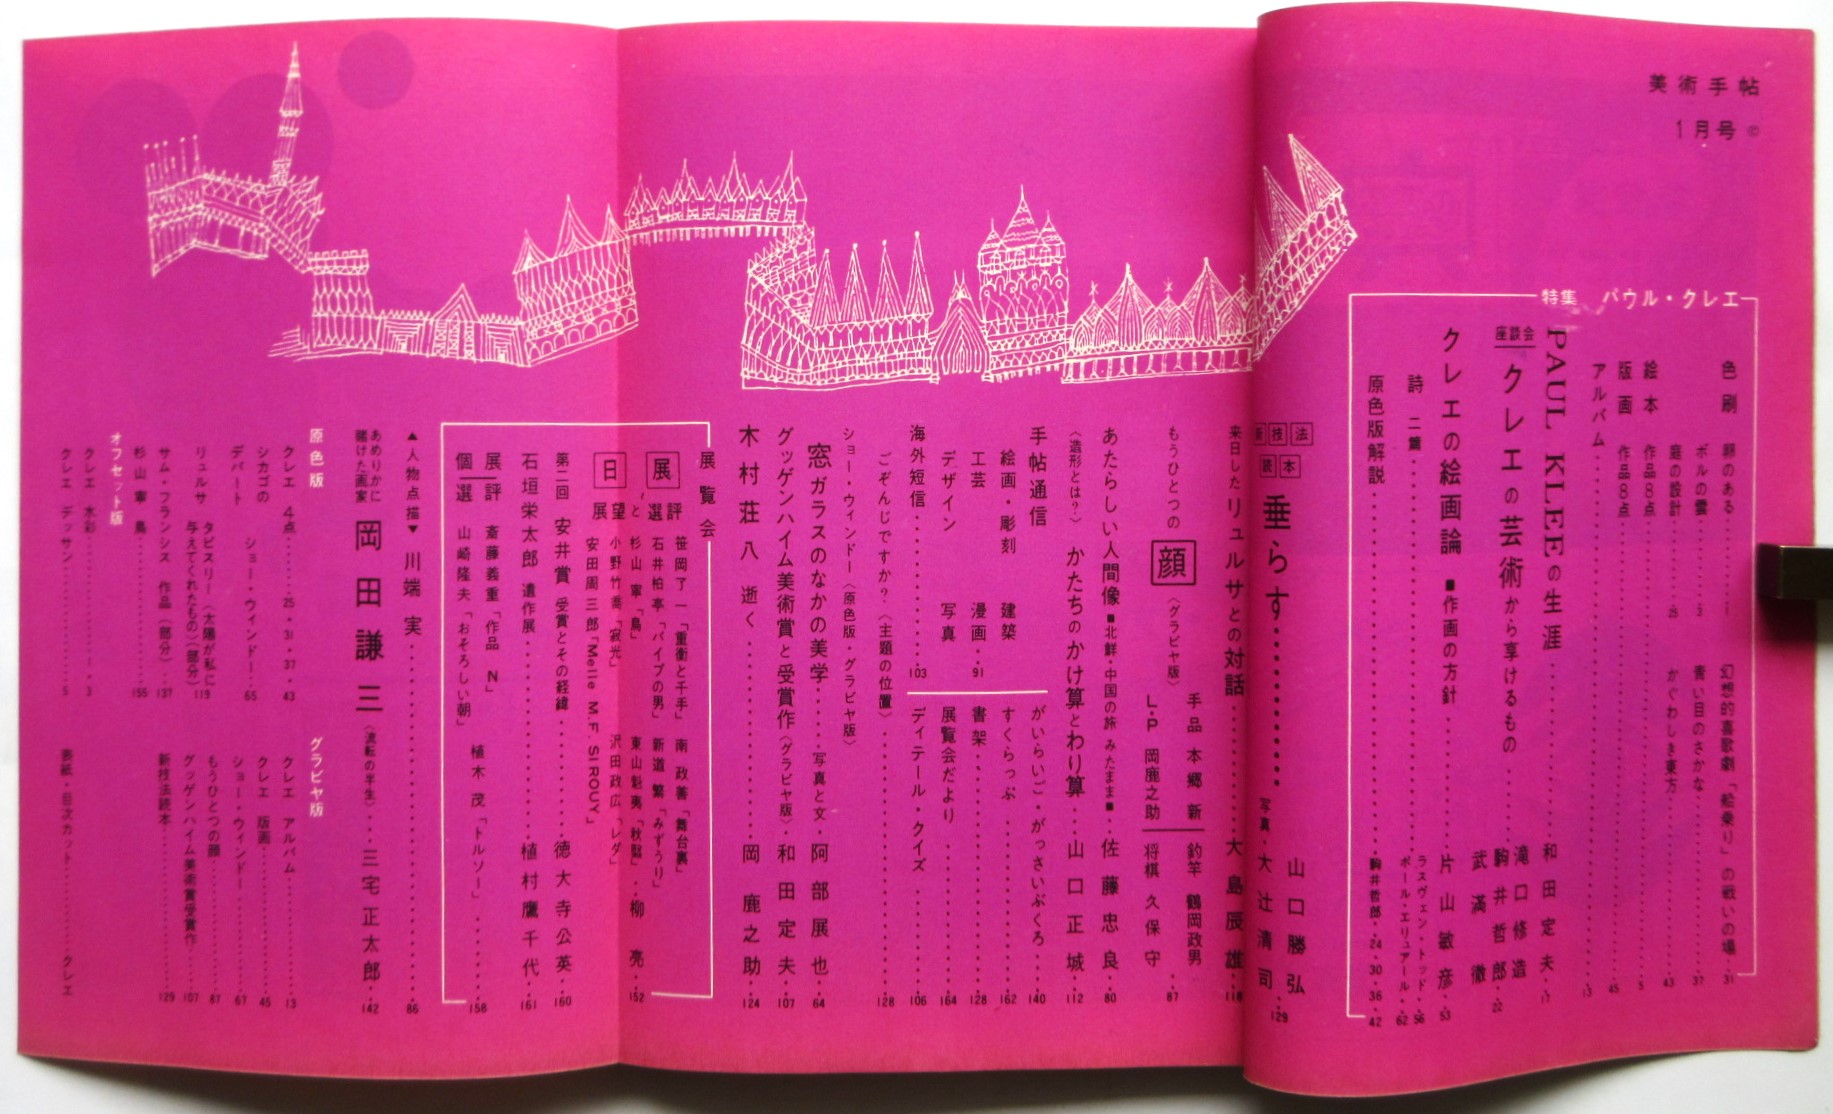 美術手帖
1月号 ©
特集 パウル・クレエ
色刷
顔のある‥‥1
ボルの雲‥‥3
庭の設計‥‥25
幻想的喜歌劇「船乗り」の戦いの場・31
青い目のさかな‥‥37
かぐわしき東方‥‥43
絵本 作品8点‥‥5
版画 作品8点‥‥45
アルバム‥‥13
PAUL KLEEの生涯‥‥和田定夫・17
座談会 クレエの芸術から享けるもの‥‥滝口修造
駒井哲郎・22
武満 徹
クレエの絵画論 ■作画の方針‥‥片山敏彦・53
詩 二篇‥‥ラスヴェン・トッド・56
ポール・エリュアール・62
原色版解説‥‥駒井哲郎・24・30・36・42
新技法読本 垂らす‥‥山口勝弘
写真・大辻清司・129
来日したリュルサとの対話‥‥大島辰雄・118
もうひとつの 顔〈グラビヤ版〉
手品 本郷 新
L・P 岡鹿之助
釣竿 鶴岡政男
将棋 久保 守・87
あたらしい人間像 ■北鮮・中国の旅 みたまま■‥‥佐藤忠良・80
〈造形とは?〉かたちのかけ算とわり算‥‥山口正城・112
手帖通信
絵画・彫刻 建築
工芸 漫画・91
デザイン 写真
海外短信‥‥103
がいらいご・がっさいぶくろ‥‥140
すくらっぷ‥‥162
書架‥‥128
展覧会だより‥‥164
ディテール・クイズ‥‥106
ごぞんじですか?〈主題の位置〉‥‥128
ショー・ウィンドー〈原色版・グラビヤ版〉
窓ガラスのなかの美学‥‥写真と文・阿部展也・64
グッゲンハイム美術賞と受賞作〈グラビヤ版〉・和田定夫・107
木村荘八 逝く‥‥岡鹿之助・124
展覧会
展 選評
と
日 展望
笹岡了一「重衡と千手」 南 政善「舞台裏」
石井柏亭「パイプの男」 新道 繁「みずうり」
杉山 寧「鳥」 東山魁夷「秋翳」‥柳 亮・152
小野竹喬「寂光」 沢田政広「レダ」
安田周三郎「Melle M.F. SIROUY」
第二回 安井賞 受賞とその経緯‥‥徳大寺公英・160
石垣栄太郎 遺作展‥‥植村鷹千代・161
展評 斎藤義重「作品 N」
個選 山崎隆夫「おそろしい朝」 植木 茂「トルソー」‥‥158
▲人物点描▼ 川端 実‥‥86
あめりかに賭けた画家 岡田謙三〈流転の半生〉‥‥三宅正太郎・142
原色版
クレエ 4点‥‥25・31・37・43
シカゴの
デパート ショー・ウィンドー‥65
リュルサ タピスリー〈太陽が私に与えてくれたもの〉(部分)・119
サム・フランシス 作品(部分)・137
杉山 寧 鳥‥‥155
オフセット版
クレエ 水彩‥‥1・3
クレエ デッサン‥‥5
グラビヤ版
クレエ アルバム‥‥13
クレエ 版画‥‥45
ショー・ウィンドー‥‥67
もうひとつの顔‥‥87
グッゲンハイム美術賞受賞作・107
新技法読本‥‥129
表紙・目次カット‥‥クレエ